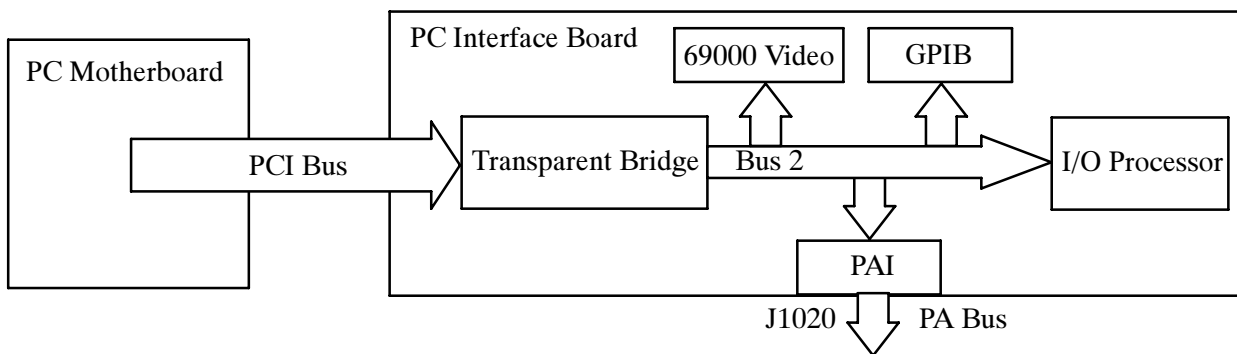 PC Motherboard
PC Interface Board
69000 Video
GPIB
PCI Bus
Transparent Bridge
Bus 2
I/O Processor
PAI
J1020
PA Bus